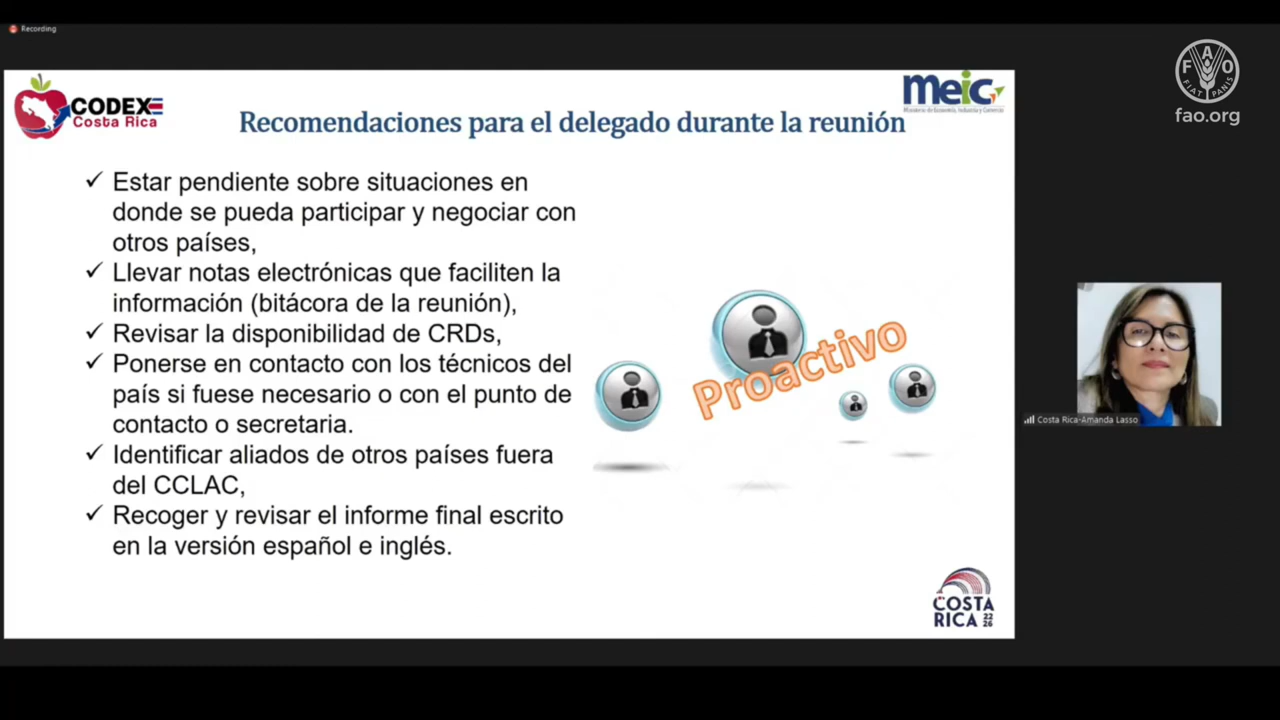 Recording
FAO
FIAT PANIS
fao.org
CODEX
Costa Rica
meic
Ministerio de Economía, Industria y Comercio
Recomendaciones para el delegado durante la reunión
✓ Estar pendiente sobre situaciones en
donde se pueda participar y negociar con
otros países,
✓ Llevar notas electrónicas que faciliten la
información (bitácora de la reunión),
✓ Revisar la disponibilidad de CRDs,
✓ Ponerse en contacto con los técnicos del
país si fuese necesario o con el punto de
contacto o secretaria.
✓ Identificar aliados de otros países fuera
del CCLAC,
✓ Recoger y revisar el informe final escrito
en la versión español e inglés.
Proactivo
Costa Rica-Amanda Lasso
COSTA
RICA 22
26